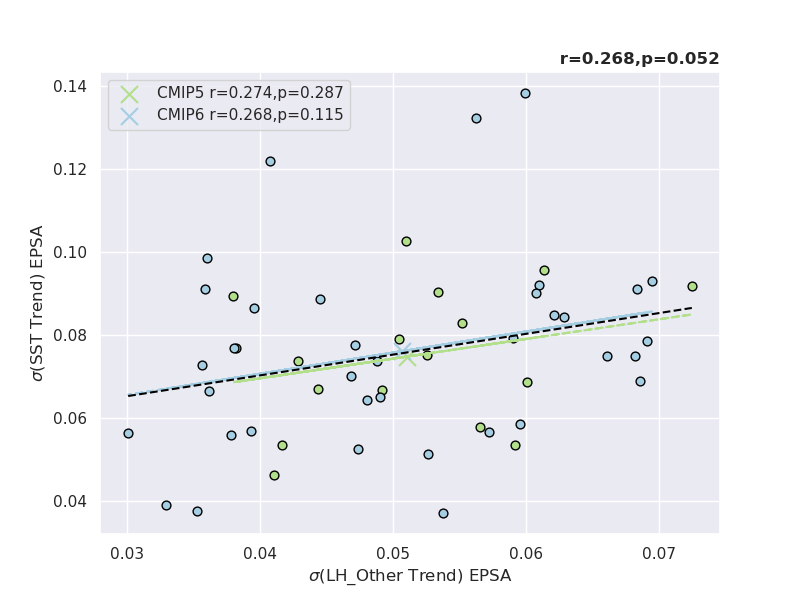 r=0.268,p=0.052
CMIP5 r=0.274,p=0.287
CMIP6 r=0.268,p=0.115
σ(SST Trend) EPSA
0.14
0.12
0.10
0.08
0.06
0.04
0.03 0.04 0.05 0.06 0.07
σ(LH_Other Trend) EPSA